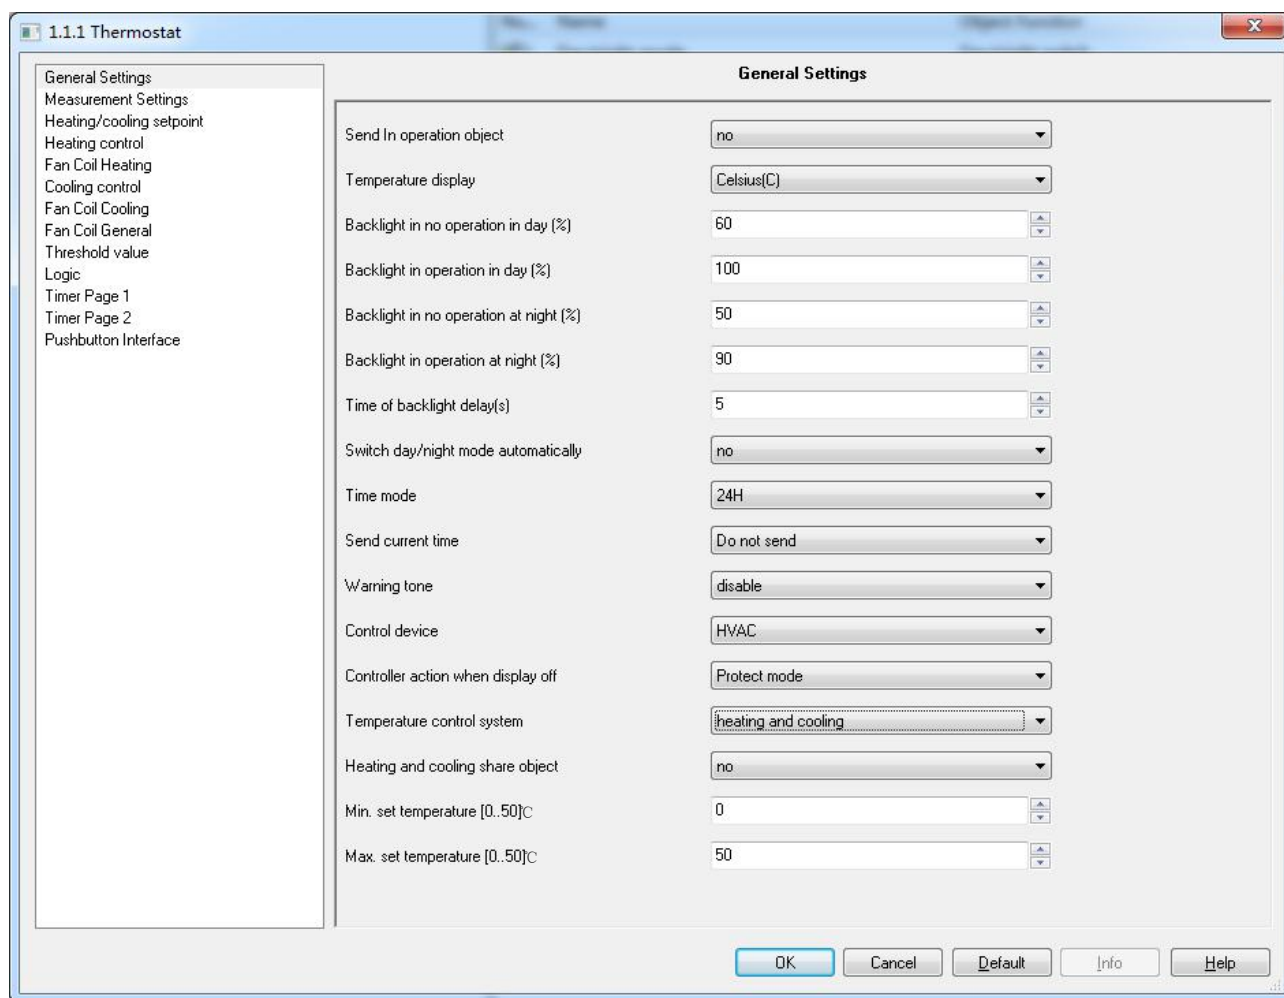 1.1.1 Thermostat
General Settings
Measurement Settings
Heating/cooling setpoint
Heating control
Fan Coil Heating
Cooling control
Fan Coil Cooling
Fan Coil General
Threshold value
Logic
Timer Page 1
Timer Page 2
Pushbutton Interface
General Settings
Send In operation object no
Temperature display Celsius(C)
Backlight in no operation in day (%) 60
Backlight in operation in day (%) 100
Backlight in no operation at night (%) 50
Backlight in operation at night (%) 90
Time of backlight delay(s) 5
Switch day/night mode automatically no
Time mode 24H
Send current time Do not send
Warning tone disable
Control device HVAC
Controller action when display off Protect mode
Temperature control system heating and cooling
Heating and cooling share object no
Min. set temperature [0..50]℃ 0
Max. set temperature [0..50]℃ 50
OK Cancel Default Info Help